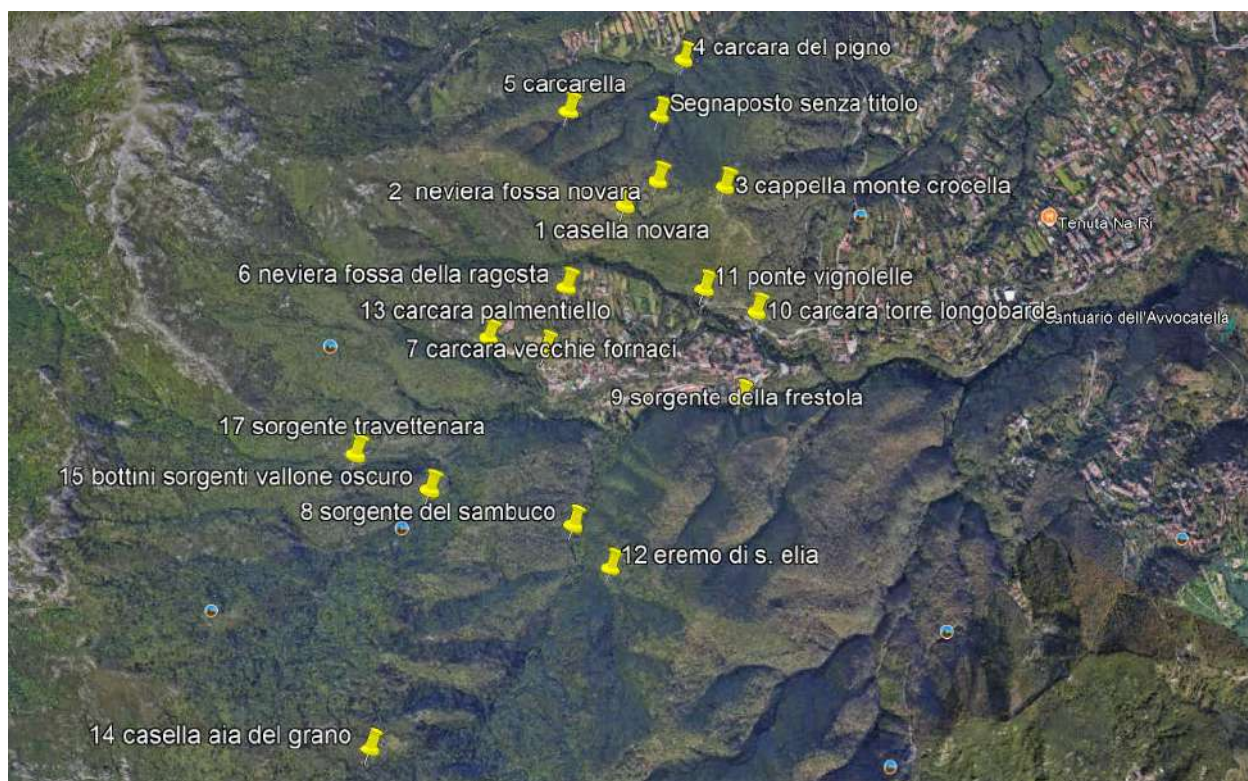 4 carcara del pigno
5 carcarella
Segnaposto senza titolo
3 cappella monte crocella
2 neviera fossa novara
Tenuta Na Ri
1 casella novara
6 neviera fossa della ragosta
11 ponte vignolelle
13 carcara palmentiello
10 carcara torre longobarda
Santuario dell'Avvocatella
7 carcara vecchie fornaci
9 sorgente della frestola
17 sorgente travettenara
15 bottini sorgenti vallone oscuro
8 sorgente del sambuco
12 eremo di s. elia
14 casella aia del grano